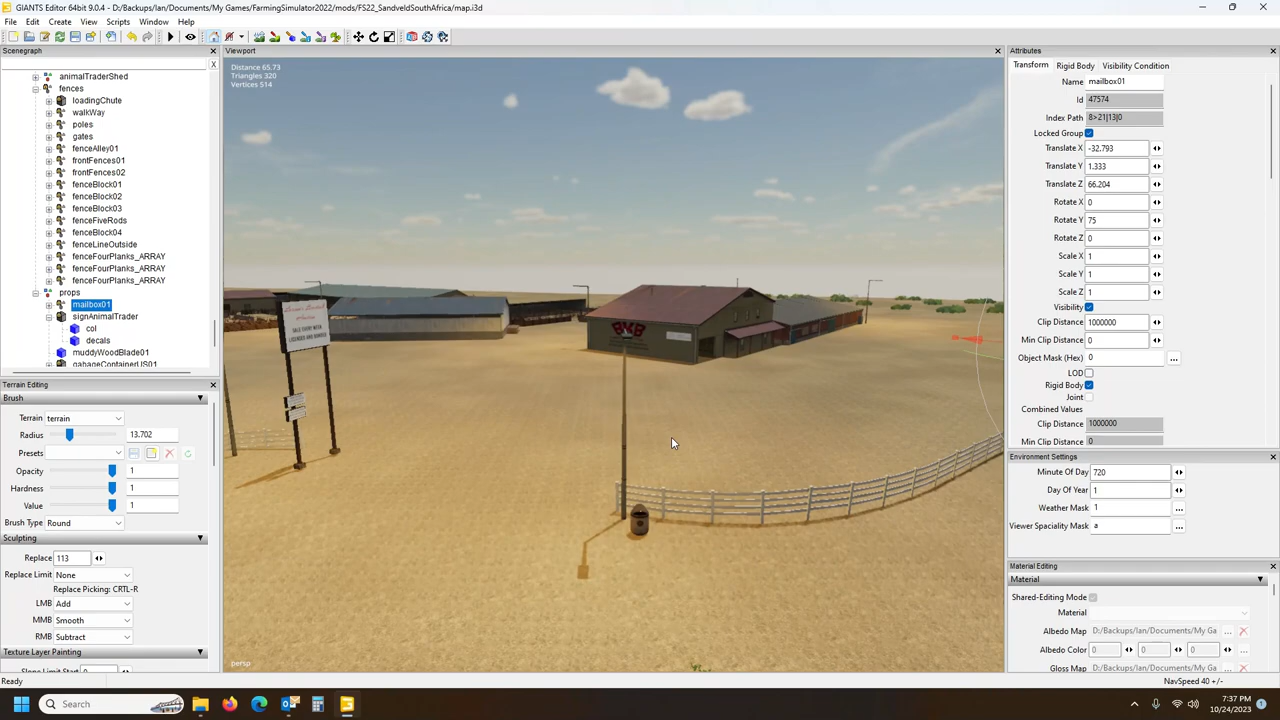 GIANTS Editor 64bit 9.0.4 - D:/Backups/Ian/Documents/My Games/FarmingSimulator2022/mods/FS22_SandveldSouthAfrica/map.i3d
File Edit Create View Scripts Window Help
Scenegraph
X
animalTraderShed
fences
loadingChute
walkWay
poles
gates
fenceAlley01
frontFences01
frontFences02
fenceBlock01
fenceBlock02
fenceBlock03
fenceFiveRods
fenceBlock04
fenceLineOutside
fenceFourPlanks_ARRAY
fenceFourPlanks_ARRAY
fenceFourPlanks_ARRAY
props
mailbox01
signAnimalTrader
col
decals
muddyWoodBlade01
gabageContainerUS01
Terrain Editing
Brush
Terrain terrain
Radius 13.702
Presets
Opacity 1
Hardness 1
Value 1
Brush Type Round
Sculpting
Replace 113
Replace Limit None
Replace Picking: CRTL-R
LMB Add
MMB Smooth
RMB Subtract
Texture Layer Painting
Ready
Viewport
Distance 65.73
Triangles 320
Vertices 514
persp
Attributes
Transform Rigid Body Visibility Condition
Name mailbox01
Id 47574
Index Path 8>21|13|0
Locked Group
Translate X -32.793
Translate Y 1.333
Translate Z 66.204
Rotate X 0
Rotate Y 75
Rotate Z 0
Scale X 1
Scale Y 1
Scale Z 1
Visibility
Clip Distance 1000000
Min Clip Distance 0
Object Mask (Hex) 0 ...
LOD
Rigid Body
Joint
Combined Values
Clip Distance 1000000
Min Clip Distance 0
Environment Settings
Minute Of Day 720
Day Of Year 1
Weather Mask 1 ...
Viewer Spaciality Mask a ...
Material Editing
Material
Shared-Editing Mode
Material
Albedo Map D:/Backups/Ian/Documents/My Ga ...
Albedo Color 0 0 0 ...
Gloss Map D:/Backups/Ian/Documents/My Ga ...
NavSpeed 40 +/-
Search
7:37 PM
10/24/2023